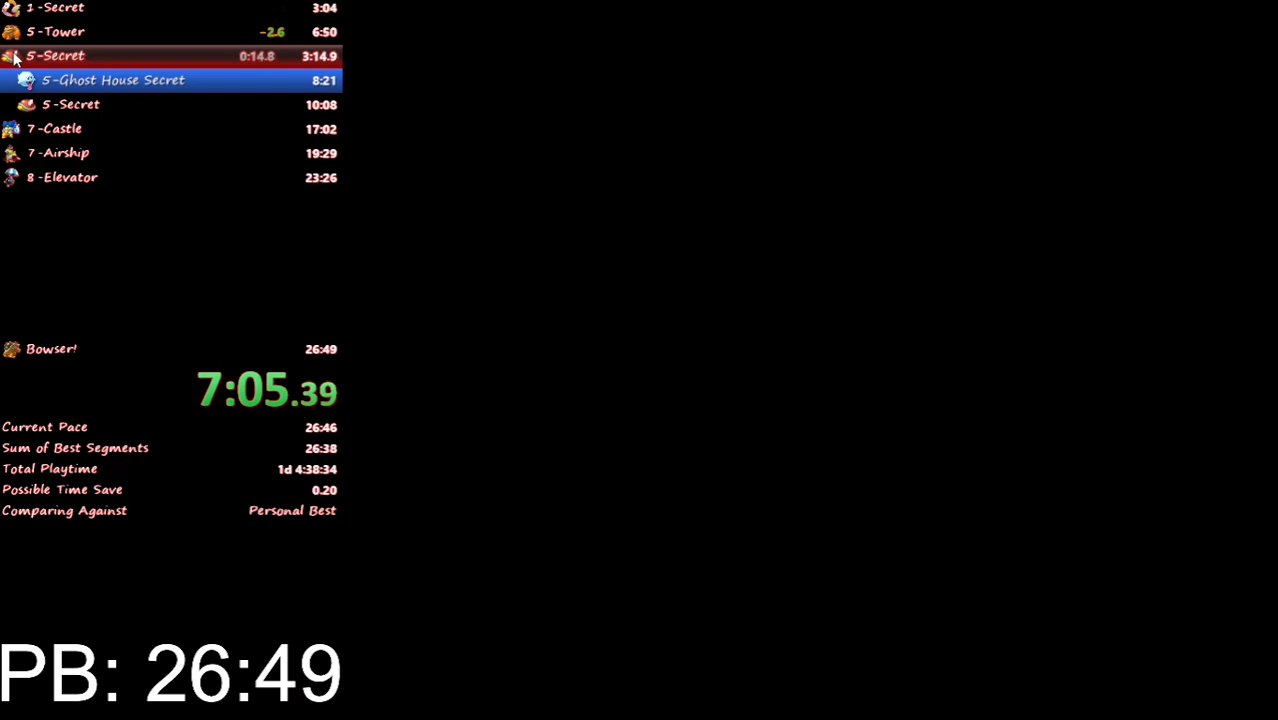 1-Secret 3:04
5-Tower -2.6 6:50
5-Secret 0:14.8 3:14.9
5-Ghost House Secret 8:21
5-Secret 10:08
7-Castle 17:02
7-Airship 19:29
8-Elevator 23:26
Bowser! 26:49
7:05.39
Current Pace 26:46
Sum of Best Segments 26:38
Total Playtime 1d 4:38:34
Possible Time Save 0.20
Comparing Against Personal Best
PB: 26:49